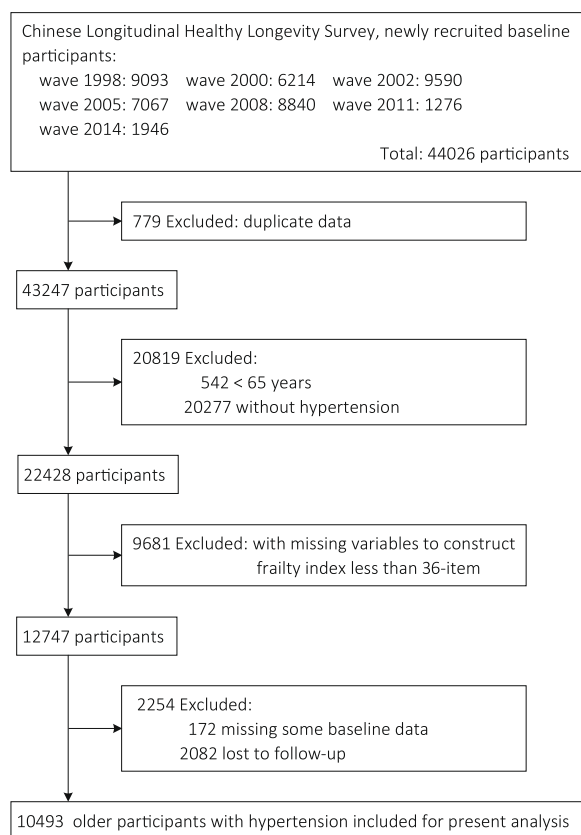 Chinese Longitudinal Healthy Longevity Survey, newly recruited baseline
participants:
wave 1998: 9093 wave 2000: 6214 wave 2002: 9590
wave 2005: 7067 wave 2008: 8840 wave 2011: 1276
wave 2014: 1946
Total: 44026 participants
779 Excluded: duplicate data
43247 participants
20819 Excluded:
542 < 65 years
20277 without hypertension
22428 participants
9681 Excluded: with missing variables to construct
frailty index less than 36-item
12747 participants
2254 Excluded:
172 missing some baseline data
2082 lost to follow-up
10493 older participants with hypertension included for present analysis